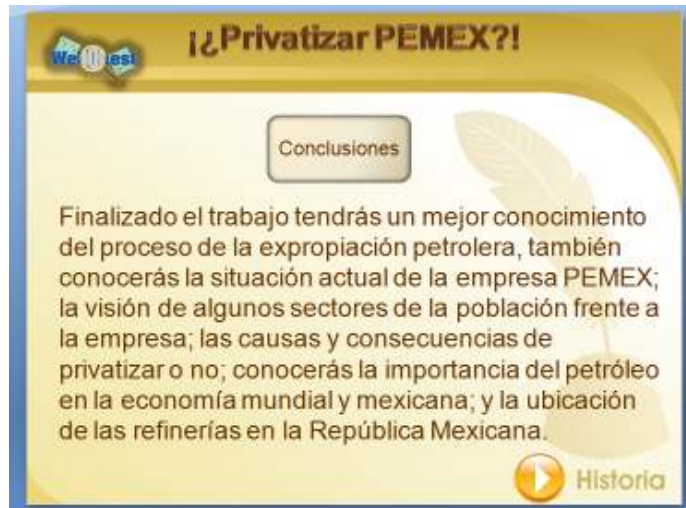 ¡¿Privatizar PEMEX?!
WebQuest
Conclusiones
Finalizado el trabajo tendrás un mejor conocimiento
del proceso de la expropiación petrolera, también
conocerás la situación actual de la empresa PEMEX;
la visión de algunos sectores de la población frente a
la empresa; las causas y consecuencias de
privatizar o no; conocerás la importancia del petróleo
en la economía mundial y mexicana; y la ubicación
de las refinerías en la República Mexicana.
Historia